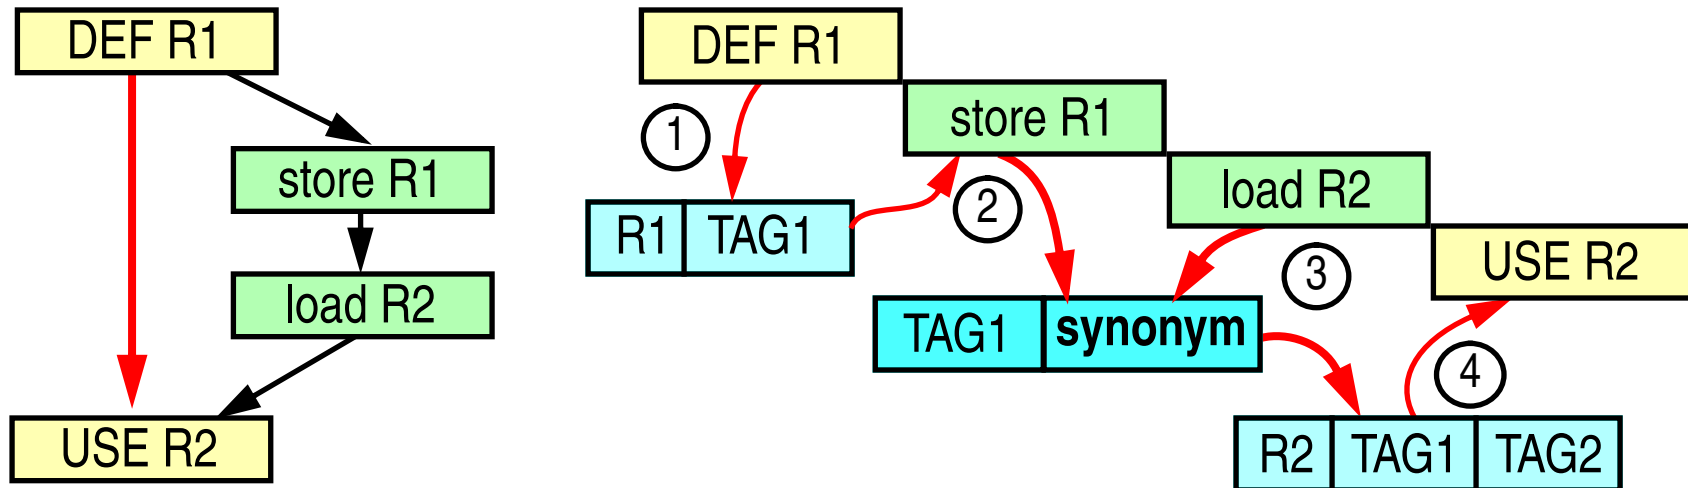 DEF R1
store R1
load R2
USE R2
DEF R1
store R1
load R2
USE R2
1
R1 TAG1
2
3
TAG1 synonym
4
R2 TAG1 TAG2